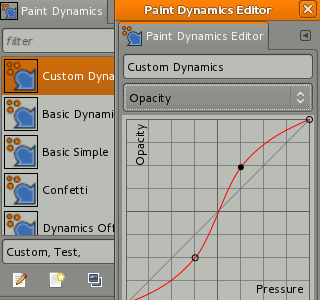 Paint Dynamics
filter
Custom Dyna
Basic Dynami
Basic Simple
Confetti
Dynamics Off
Custom, Test,
Paint Dynamics Editor
Paint Dynamics Editor
Custom Dynamics
Opacity
Opacity
Pressure